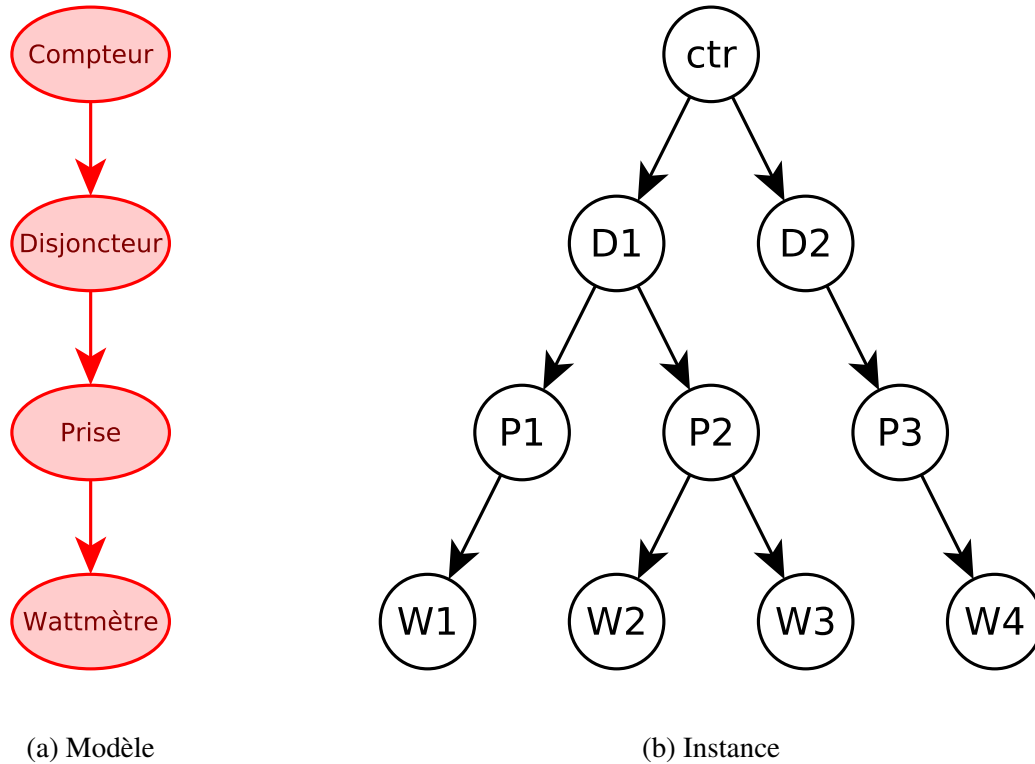 Compteur
Disjoncteur
Prise
Wattmètre
(a) Modèle
ctr
D1
D2
P1
P2
P3
W1
W2
W3
W4
(b) Instance